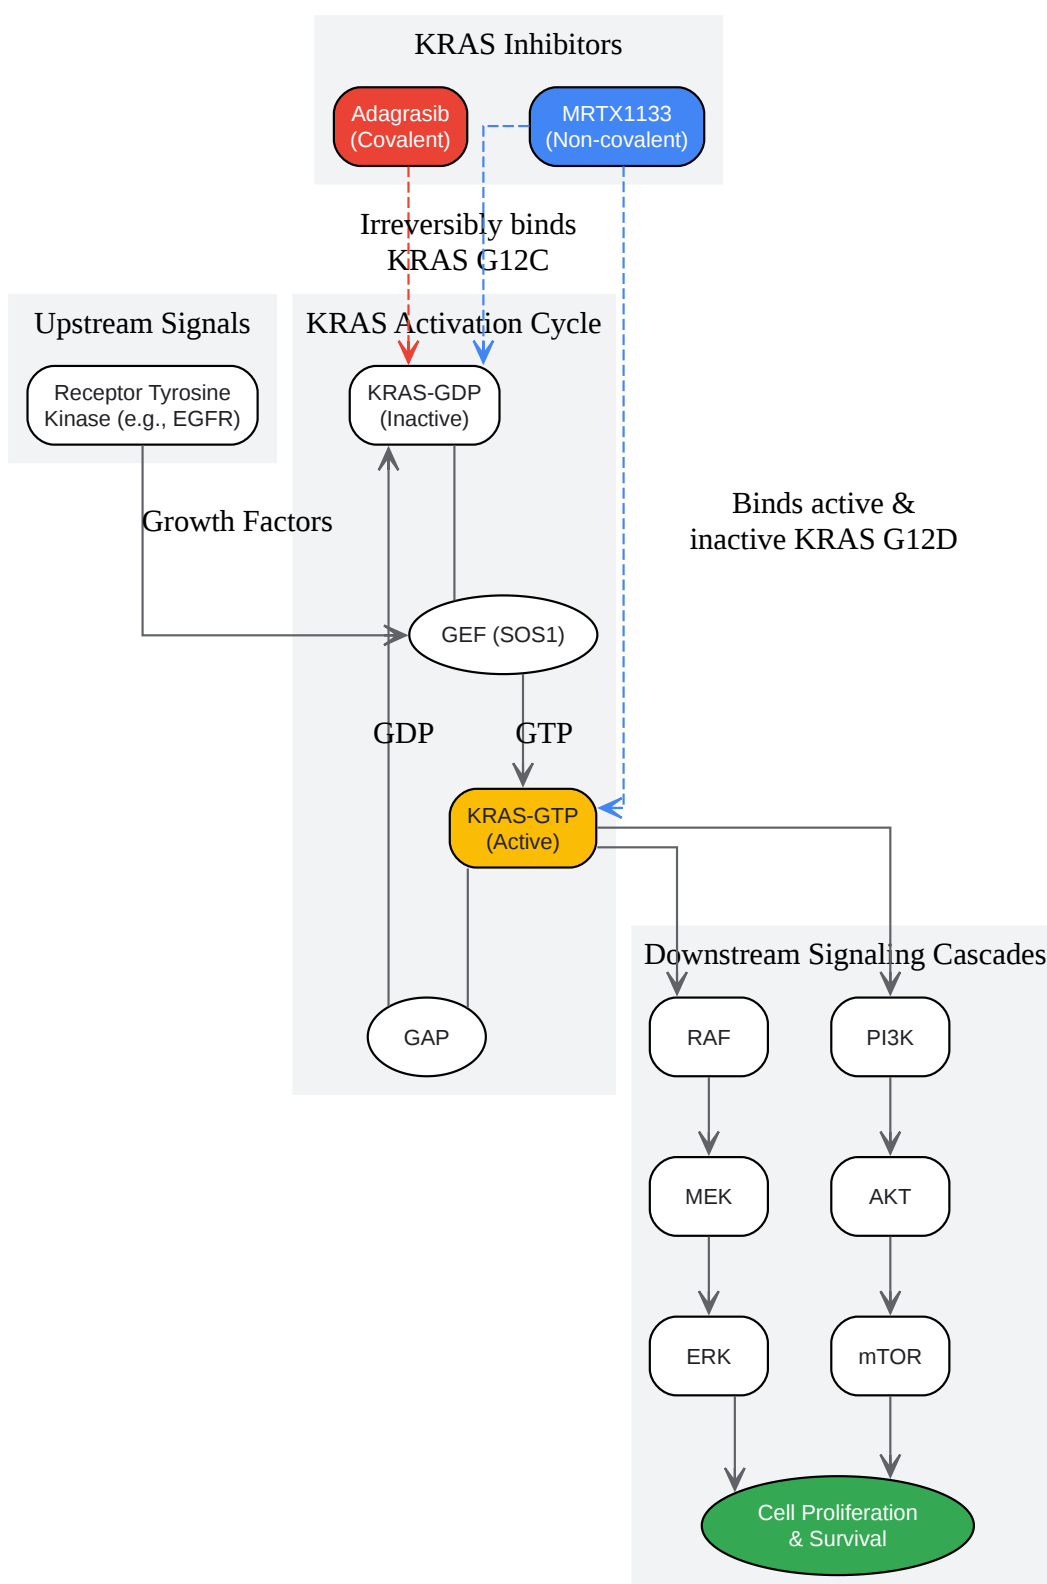 KRAS Inhibitors
Adagrasib
(Covalent)
MRTX1133
(Non-covalent)
Irreversibly binds
KRAS G12C
Upstream Signals
Receptor Tyrosine
Kinase (e.g., EGFR)
KRAS Activation Cycle
KRAS-GDP
(Inactive)
Growth Factors
Binds active &
inactive KRAS G12D
GEF (SOS1)
GDP
GTP
KRAS-GTP
(Active)
GAP
Downstream Signaling Cascades
RAF
PI3K
MEK
AKT
ERK
mTOR
Cell Proliferation
& Survival